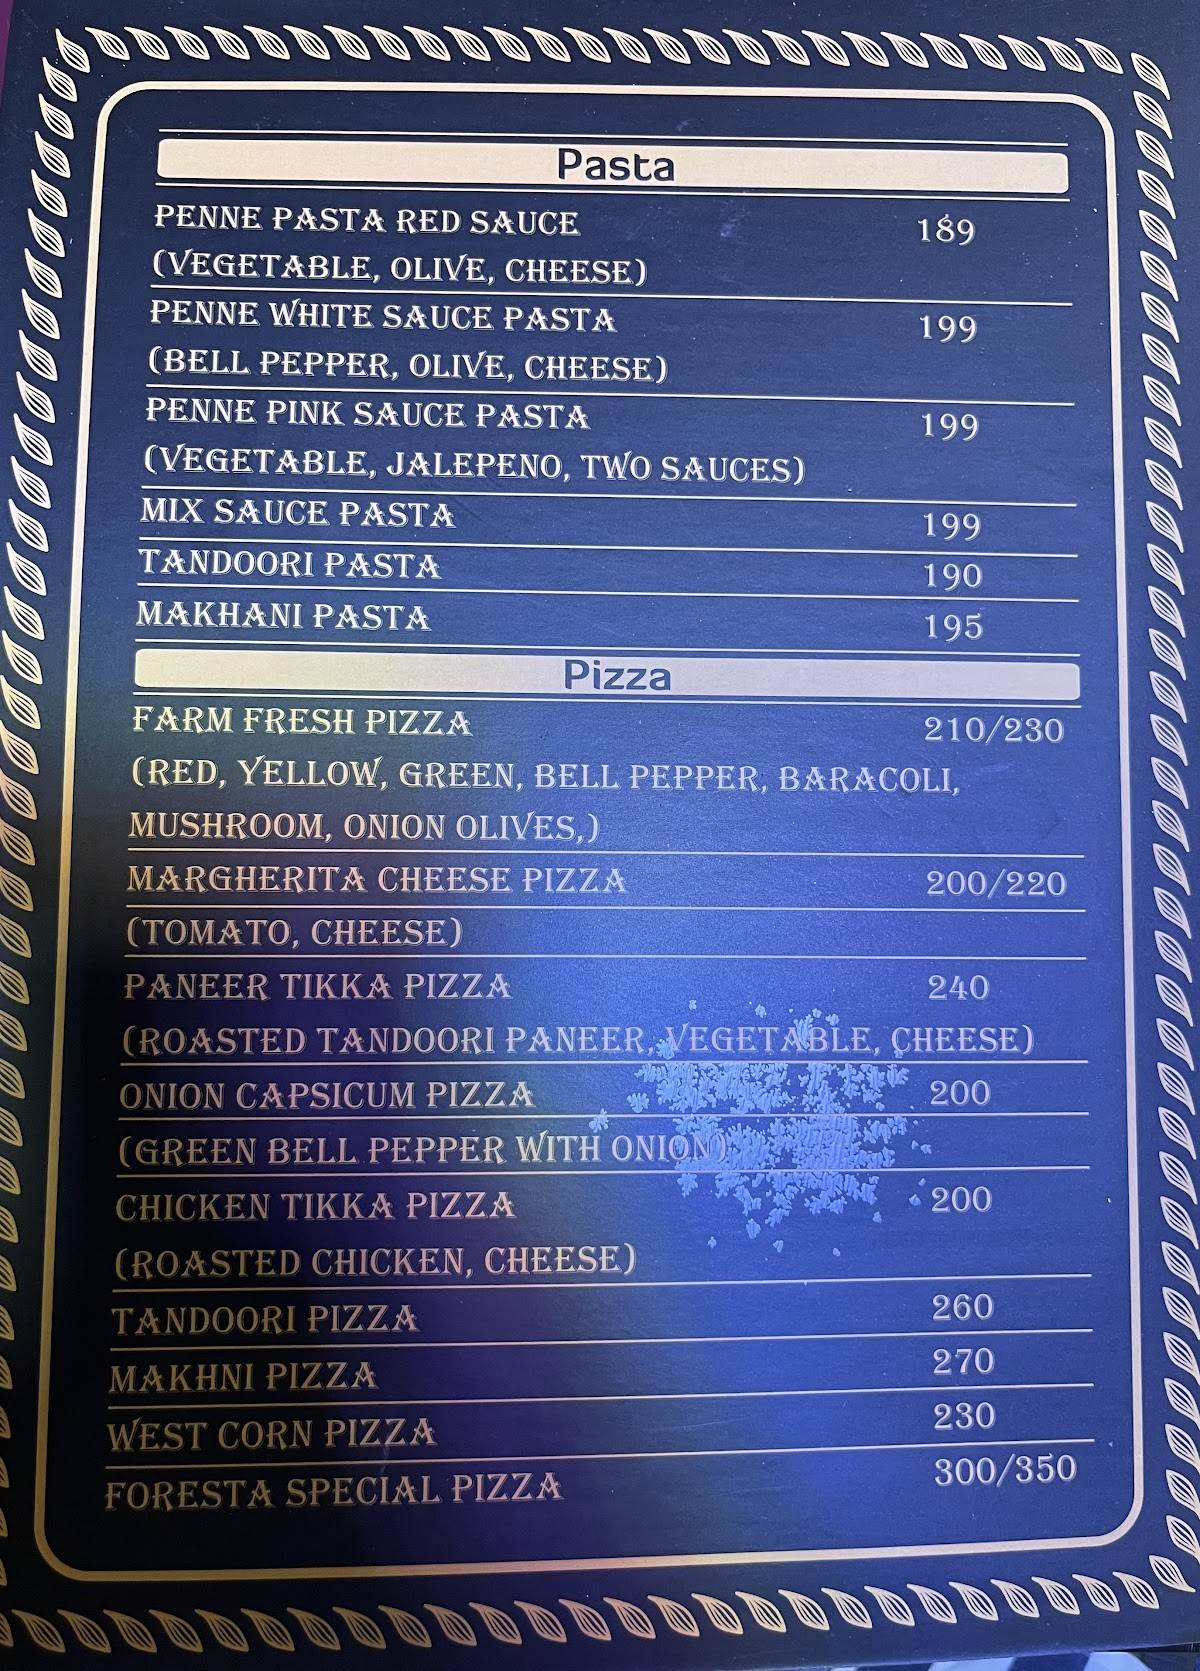 Pasta
PENNE PASTA RED SAUCE 189
(VEGETABLE, OLIVE, CHEESE)
PENNE WHITE SAUCE PASTA 199
(BELL PEPPER, OLIVE, CHEESE)
PENNE PINK SAUCE PASTA 199
(VEGETABLE, JALEPENO, TWO SAUCES)
MIX SAUCE PASTA 199
TANDOORI PASTA 190
MAKHANI PASTA 195
Pizza
FARM FRESH PIZZA 210/230
(RED, YELLOW, GREEN, BELL PEPPER, BARACOLI,
MUSHROOM, ONION OLIVES,)
MARGHERITA CHEESE PIZZA 200/220
(TOMATO, CHEESE)
PANEER TIKKA PIZZA 240
(ROASTED TANDOORI PANEER, VEGETABLE, CHEESE)
ONION CAPSICUM PIZZA 200
(GREEN BELL PEPPER WITH ONION)
CHICKEN TIKKA PIZZA 200
(ROASTED CHICKEN, CHEESE)
TANDOORI PIZZA 260
MAKHNI PIZZA 270
WEST CORN PIZZA 230
FORESTA SPECIAL PIZZA 300/350